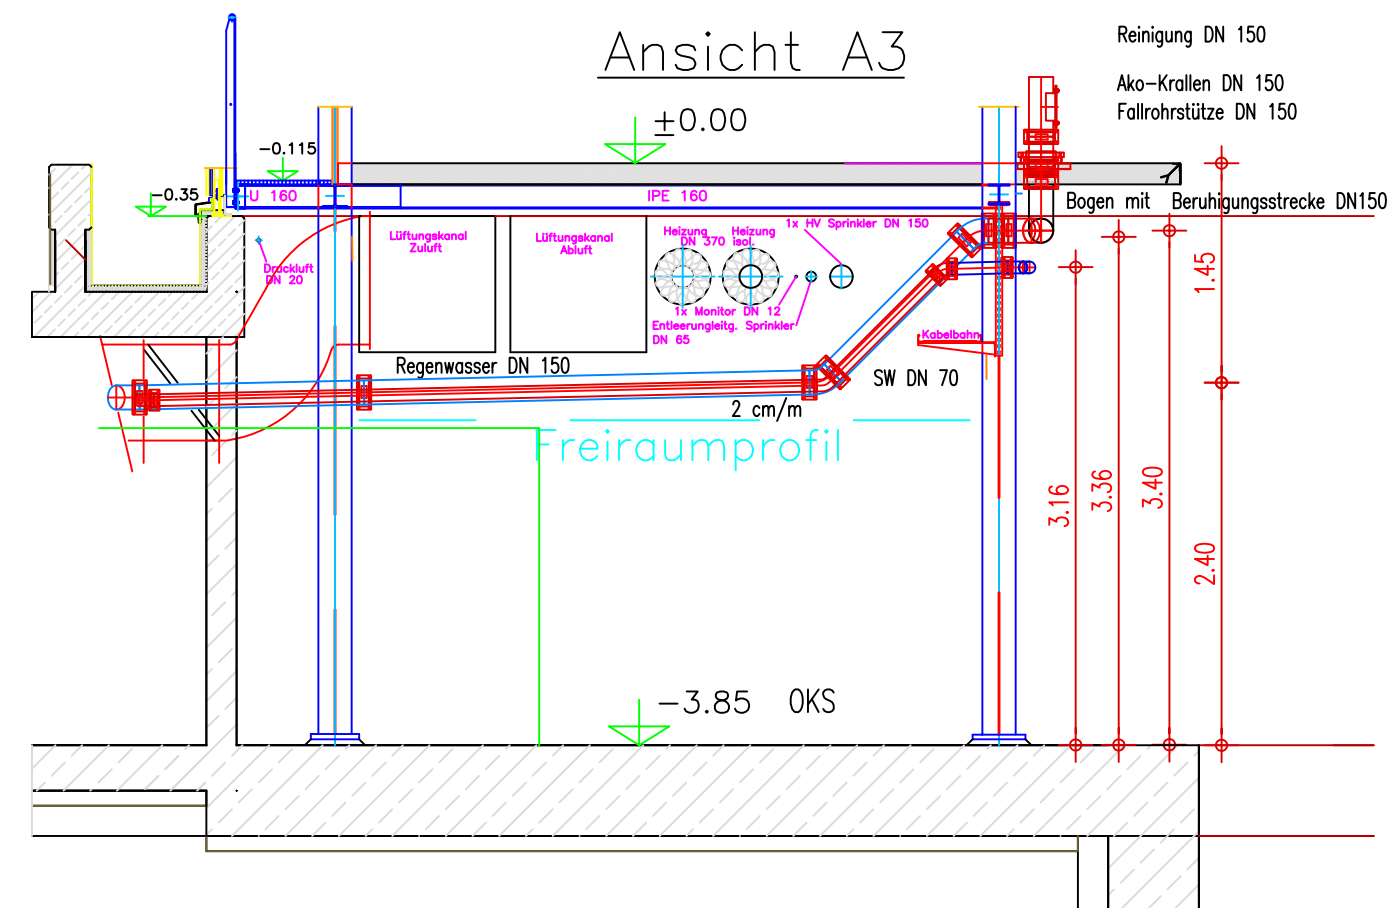 Ansicht A3
Reinigung DN 150
Ako-Krallen DN 150
Fallrohrstütze DN 150
±0.00
-0.115
-0.35
U 160
IPE 160
Bogen mit Beruhigungsstrecke DN150
Lüftungskanal
Zuluft
Lüftungskanal
Abluft
Heizung
DN 370
Heizung
isol.
1x HV Sprinkler DN 150
Druckluft
DN 20
1x Monitor DN 12
Entleerungleitg. Sprinkler
DN 65
Kabelbahn
Regenwasser DN 150
SW DN 70
2 cm/m
Freiraumprofil
1.45
3.16
3.36
3.40
2.40
-3.85 OKS